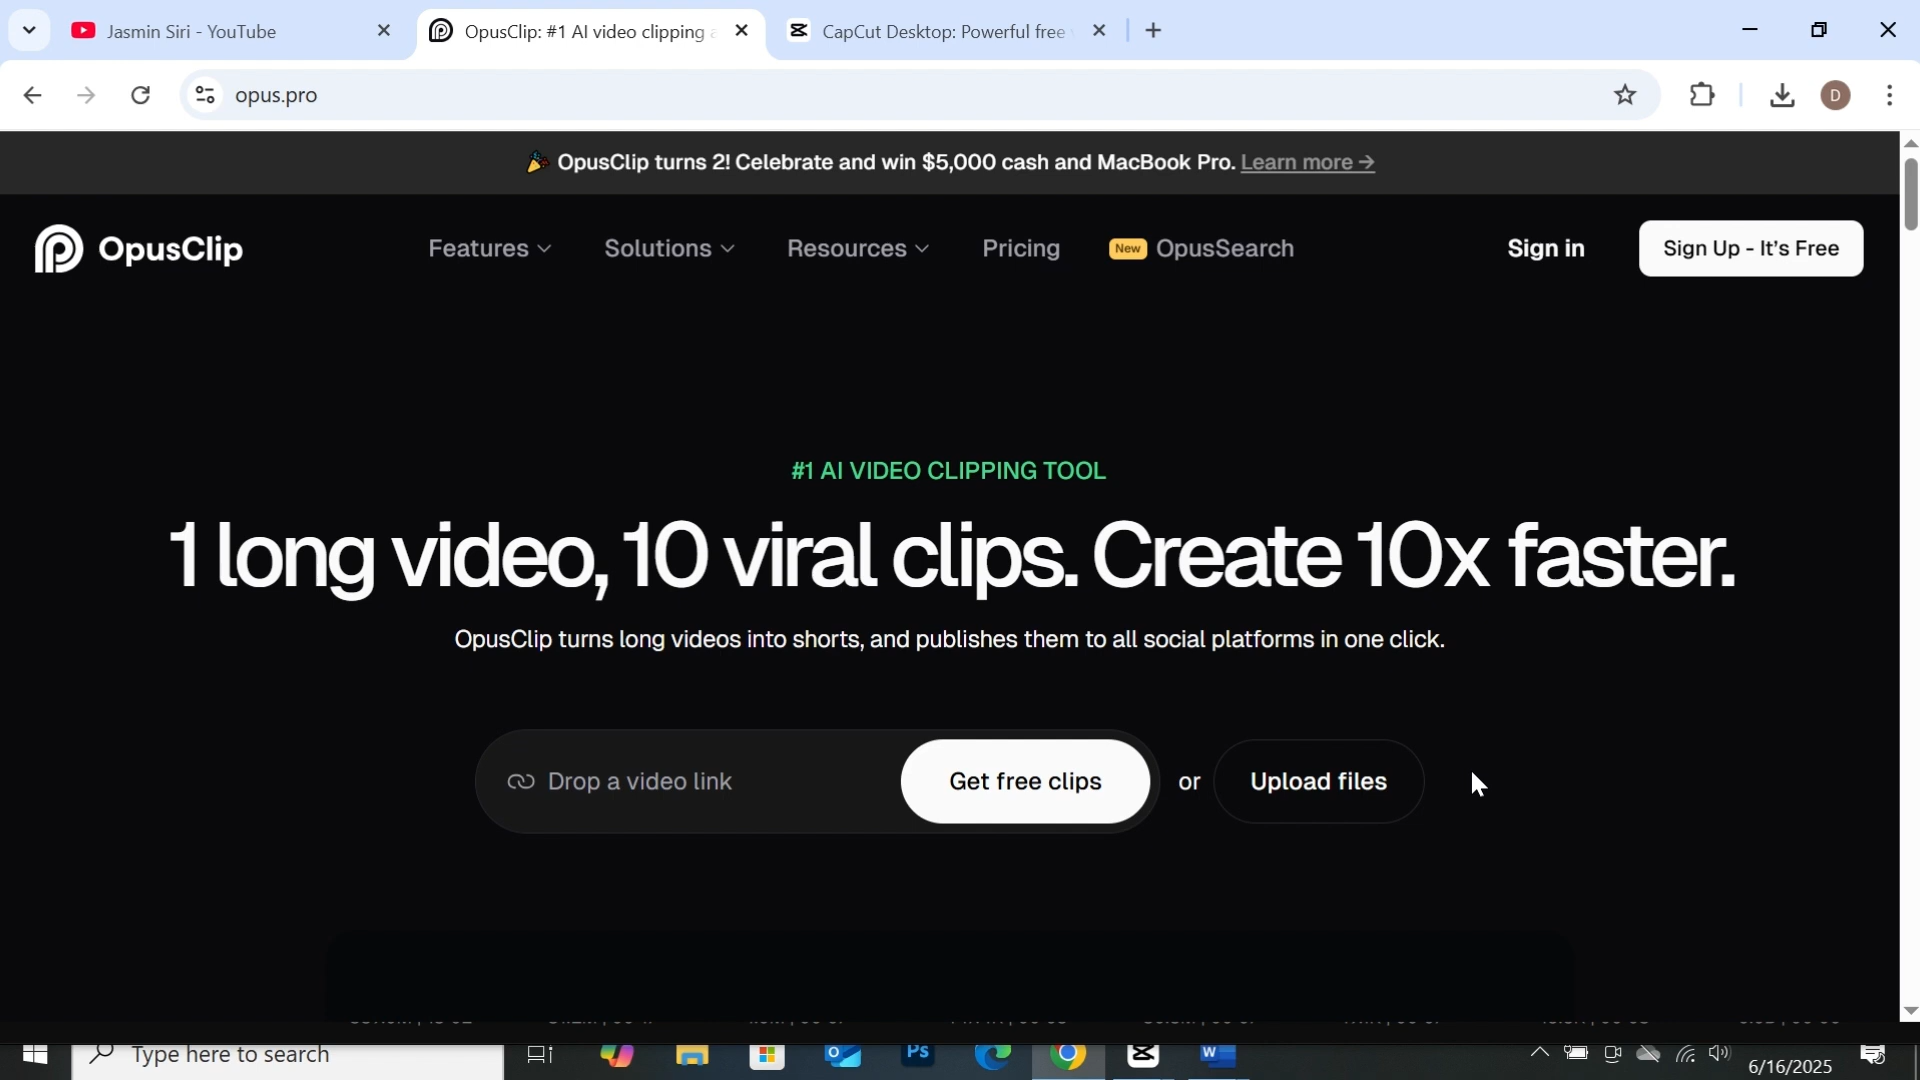 Jasmin Siri - YouTube
OpusClip: #1 AI video clipping
CapCut Desktop: Powerful free
opus.pro
D
OpusClip turns 2! Celebrate and win $5,000 cash and MacBook Pro. Learn more →
OpusClip
Features
Solutions
Resources
Pricing
New OpusSearch
Sign in
Sign Up - It's Free
#1 AI VIDEO CLIPPING TOOL
1 long video, 10 viral clips. Create 10x faster.
OpusClip turns long videos into shorts, and publishes them to all social platforms in one click.
Drop a video link
Get free clips
or
Upload files
Type here to search
Ps
6/16/2025